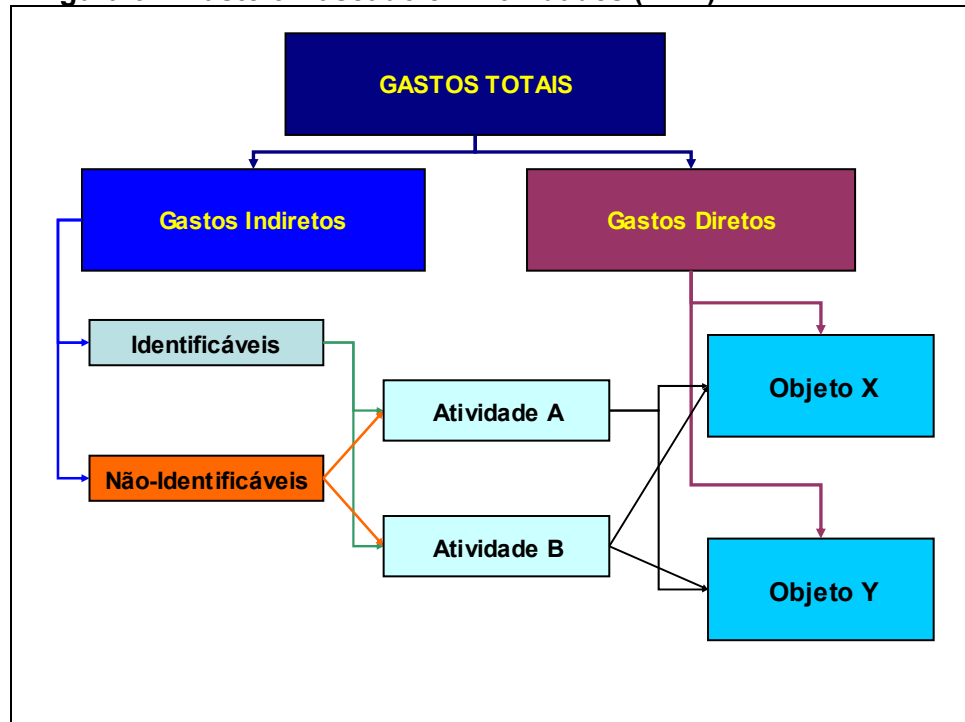 GASTOS TOTAIS
Gastos Indiretos
Gastos Diretos
Identificáveis
Objeto X
Atividade A
Não-Identificáveis
Atividade B
Objeto Y